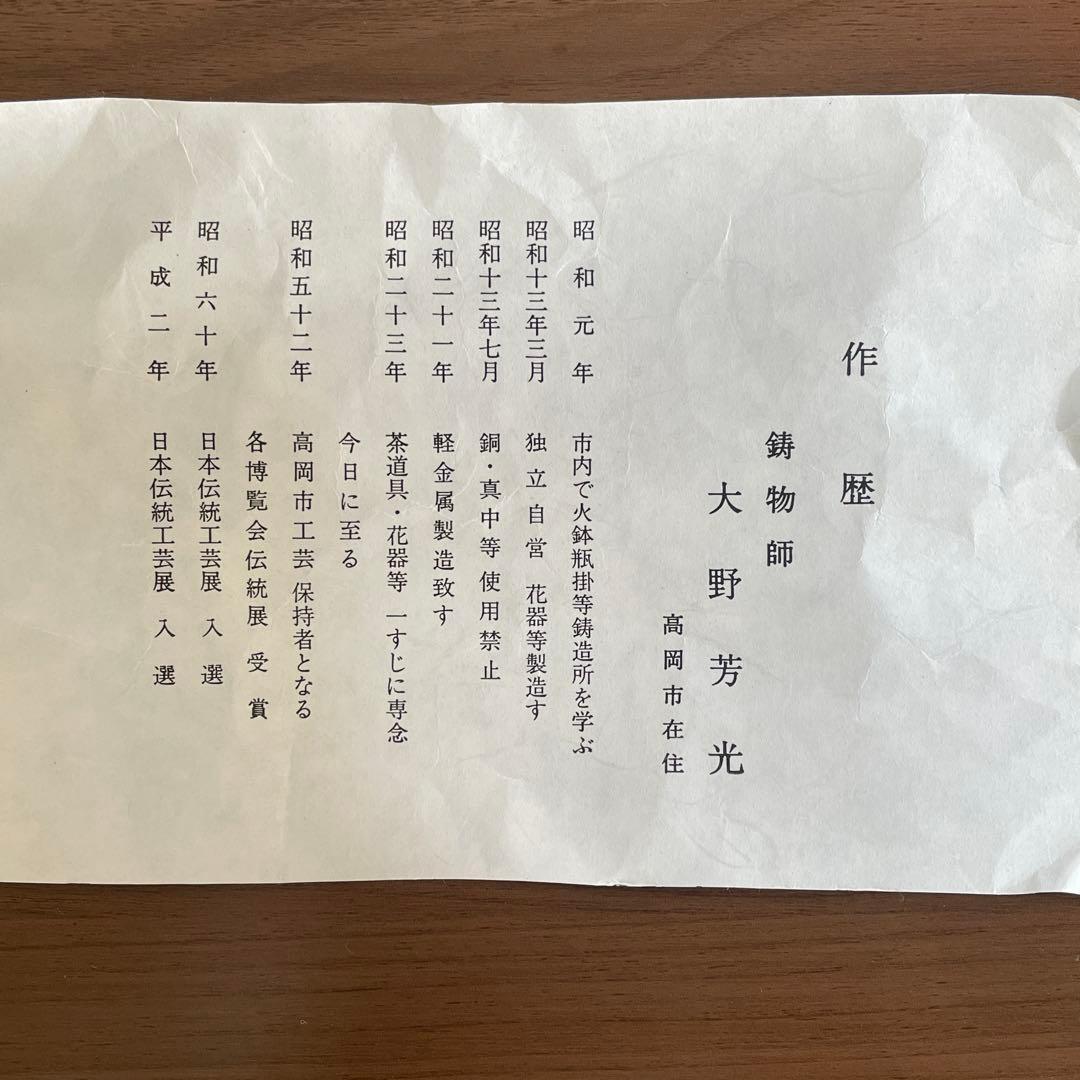 作歴
鋳物師
大野芳光
高岡市在住
昭和元年 市内で火鉢瓶掛等鋳造所を学ぶ
昭和十三年三月 独立自営 花器等製造す
昭和十三年七月 銅・真中等使用禁止
昭和二十一年 軽金属製造致す
昭和二十三年 茶道具・花器等 一すじに専念
今日に至る
昭和五十二年 高岡市工芸保持者となる
各博覧会伝統展 受賞
昭和六十年 日本伝統工芸展 入選
平成二年 日本伝統工芸展 入選